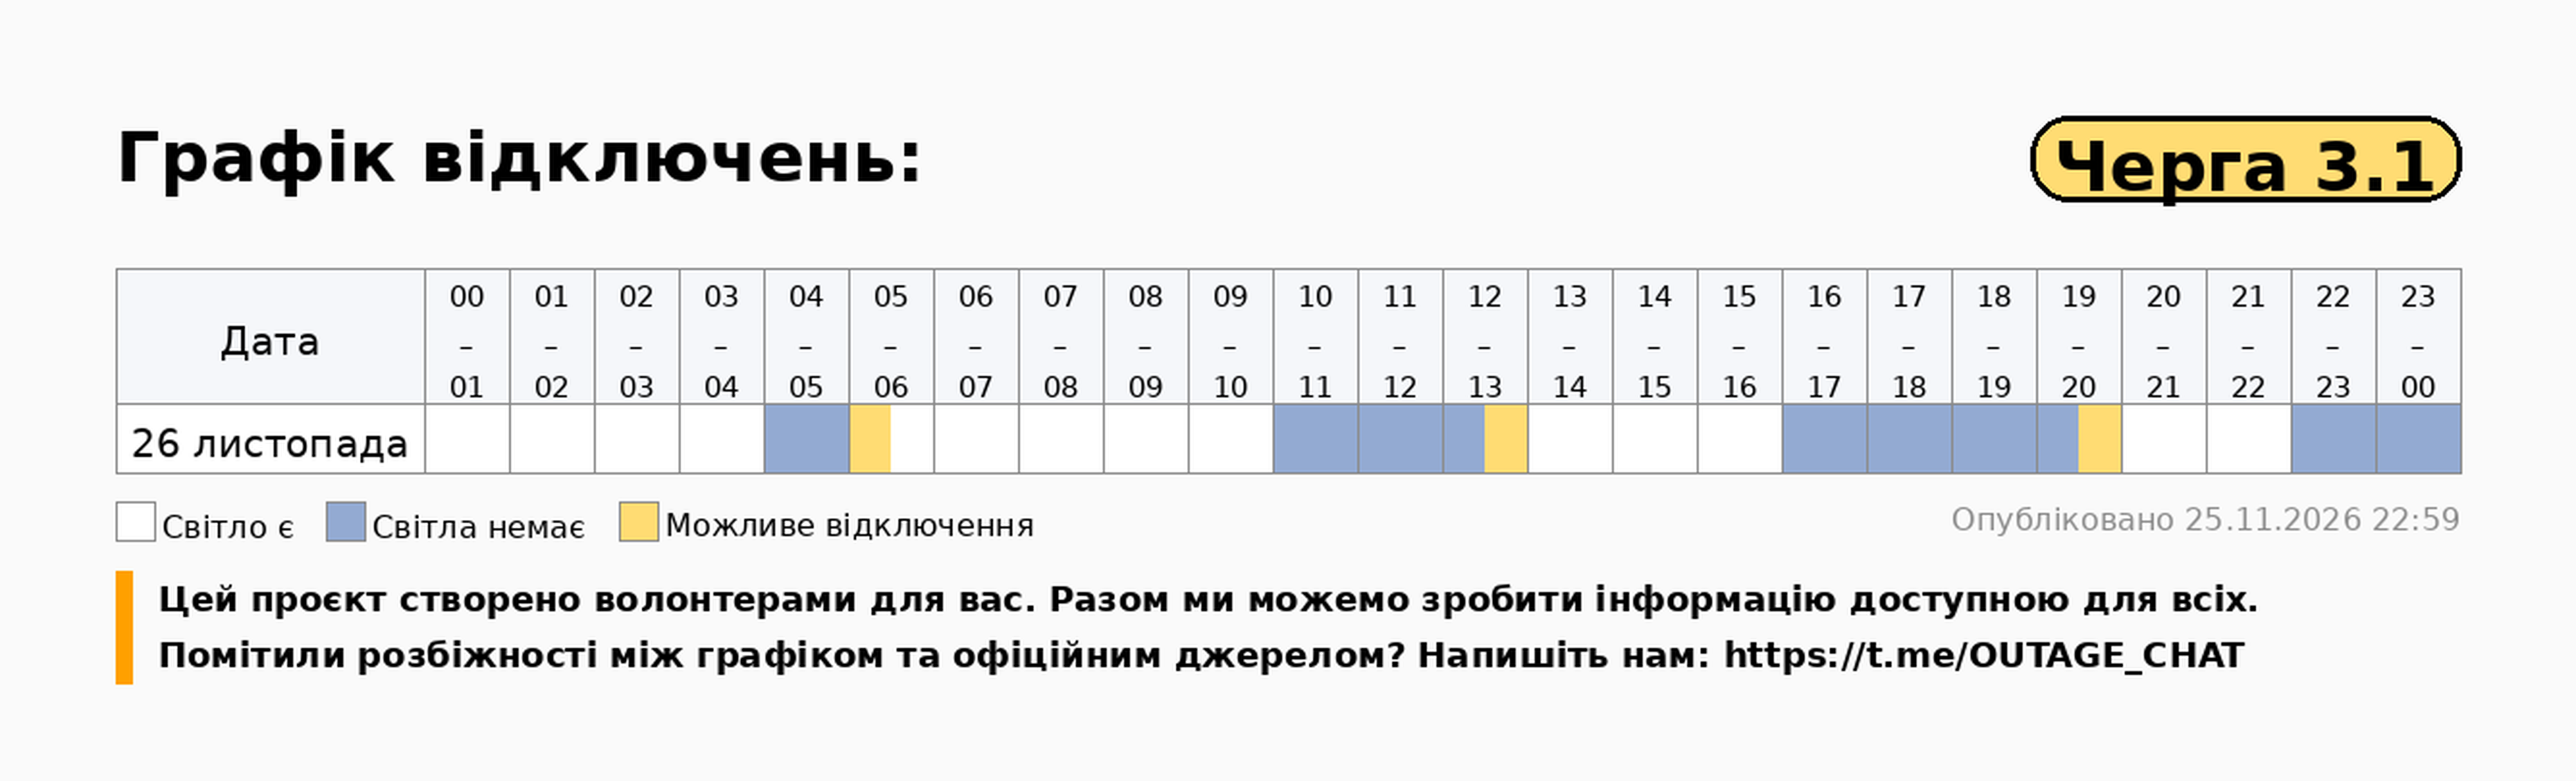 Графік відключень:
Черга 3.1
Дата 00 – 01 01 – 02 02 – 03 03 – 04 04 – 05 05 – 06 06 – 07 07 – 08 08 – 09 09 – 10 10 – 11 11 – 12 12 – 13 13 – 14 14 – 15 15 – 16 16 – 17 17 – 18 18 – 19 19 – 20 20 – 21 21 – 22 22 – 23 23 – 00
26 листопада
Світло є Світла немає Можливе відключення
Опубліковано 25.11.2026 22:59
Цей проєкт створено волонтерами для вас. Разом ми можемо зробити інформацію доступною для всіх.
Помітили розбіжності між графіком та офіційним джерелом? Напишіть нам: https://t.me/OUTAGE_CHAT